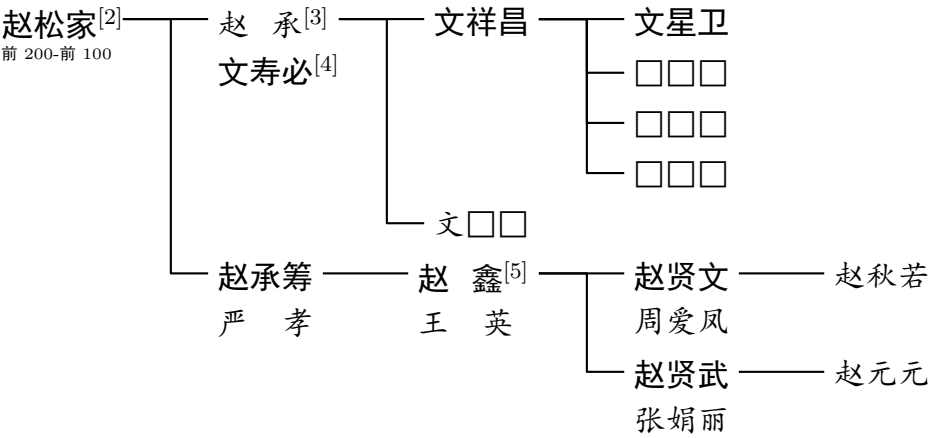 赵松家[2] 赵 承[3] 文祥昌 文星卫
前 200-前 100
文寿必[4] □□□
□□□
□□□
文□□
赵承筹 赵 鑫[5] 赵贤文 赵秋若
严 孝 王 英 周爱凤
赵贤武 赵元元
张娟丽